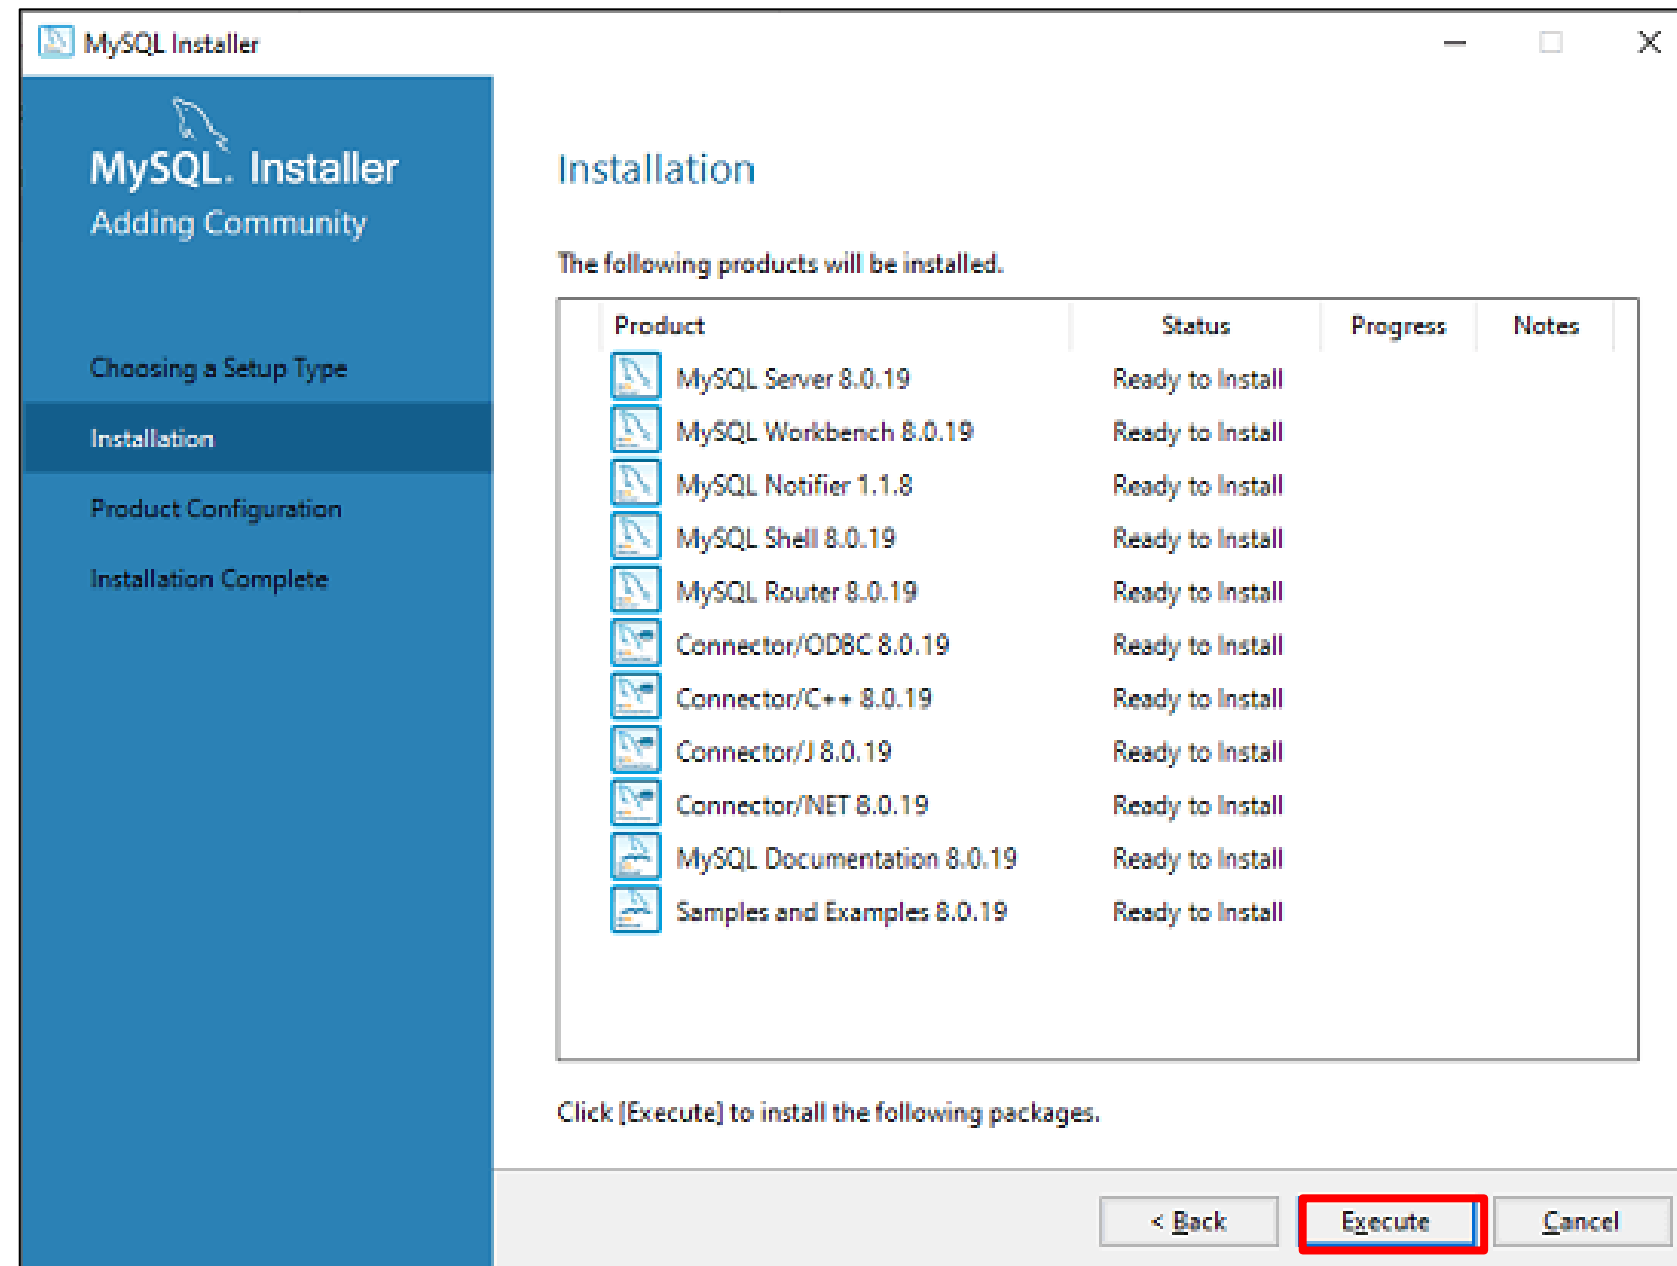 MySQL Installer
MySQL. Installer
Adding Community
Choosing a Setup Type
Installation
Product Configuration
Installation Complete
Installation
The following products will be installed.
Product Status Progress Notes
MySQL Server 8.0.19 Ready to Install
MySQL Workbench 8.0.19 Ready to Install
MySQL Notifier 1.1.8 Ready to Install
MySQL Shell 8.0.19 Ready to Install
MySQL Router 8.0.19 Ready to Install
Connector/ODBC 8.0.19 Ready to Install
Connector/C++ 8.0.19 Ready to Install
Connector/J 8.0.19 Ready to Install
Connector/NET 8.0.19 Ready to Install
MySQL Documentation 8.0.19 Ready to Install
Samples and Examples 8.0.19 Ready to Install
Click [Execute] to install the following packages.
< Back Execute Cancel